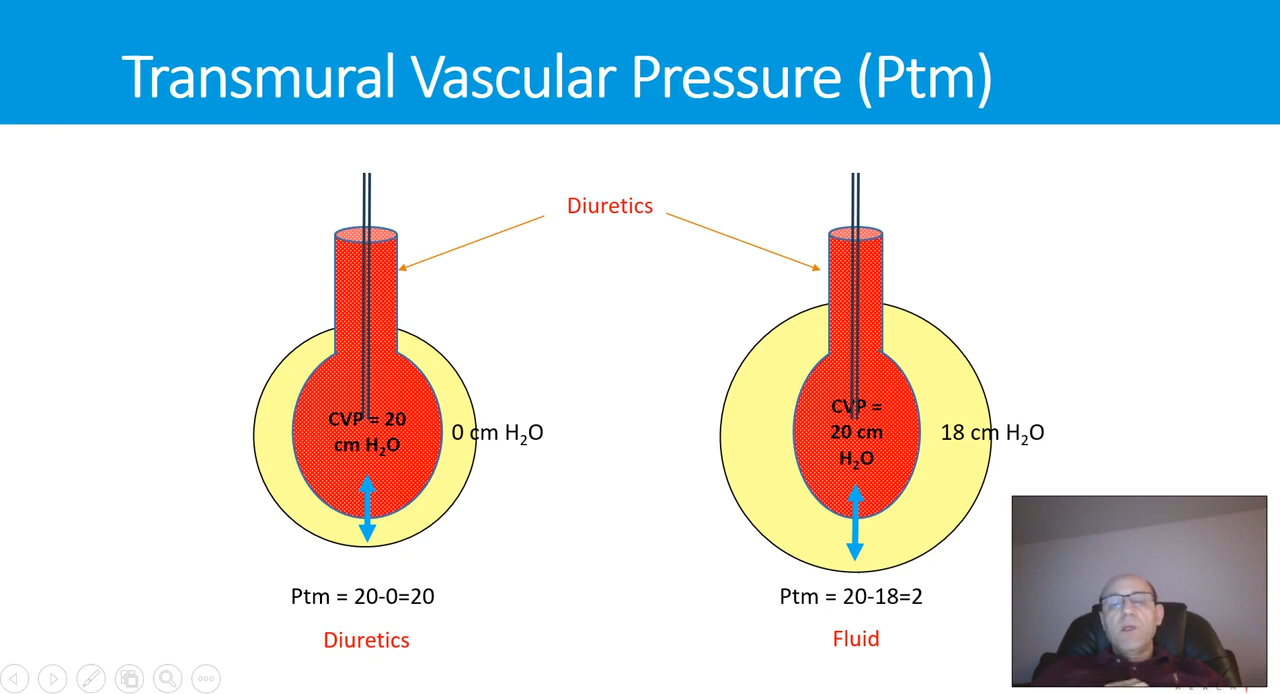 Transmural Vascular Pressure (Ptm)
Diuretics
CVP = 20
cm H₂O
0 cm H₂O
CVP =
20 cm
H₂O
18 cm H₂O
Ptm = 20-0=20
Ptm = 20-18=2
Diuretics
Fluid